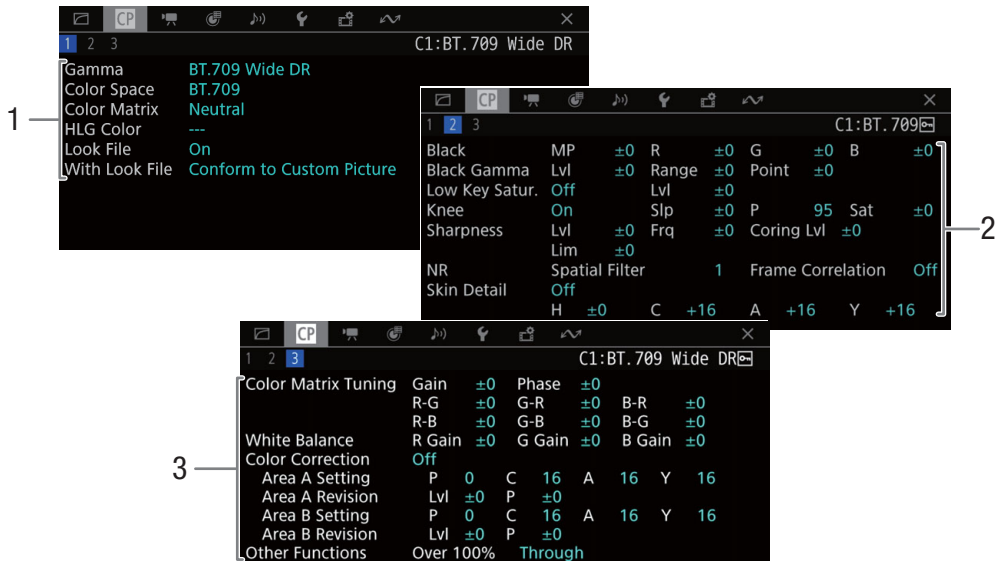 CP
1 2 3
C1:BT.709 Wide DR
1
Gamma BT.709 Wide DR
Color Space BT.709
Color Matrix Neutral
HLG Color ---
Look File On
With Look File Conform to Custom Picture
CP
1 2 3
C1:BT.709
2
Black MP ±0 R ±0 G ±0 B ±0
Black Gamma Lvl ±0 Range ±0 Point ±0
Low Key Satur. Off Lvl ±0
Knee On Slp ±0 P 95 Sat ±0
Sharpness Lvl ±0 Frq ±0 Coring Lvl ±0
Lim ±0
NR Spatial Filter 1 Frame Correlation Off
Skin Detail Off
H ±0 C +16 A +16 Y +16
CP
1 2 3
C1:BT.709 Wide DR
3
Color Matrix Tuning Gain ±0 Phase ±0
R-G ±0 G-R ±0 B-R ±0
R-B ±0 G-B ±0 B-G ±0
White Balance R Gain ±0 G Gain ±0 B Gain ±0
Color Correction Off
Area A Setting P 0 C 16 A 16 Y 16
Area A Revision Lvl ±0 P ±0
Area B Setting P 0 C 16 A 16 Y 16
Area B Revision Lvl ±0 P ±0
Other Functions Over 100% Through